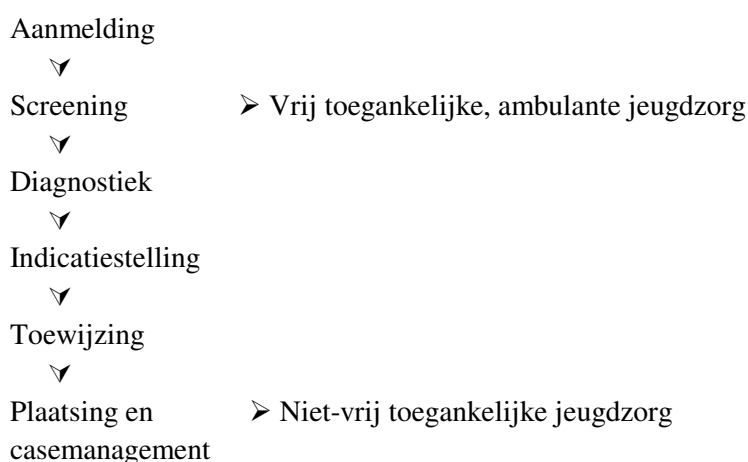 Aanmelding
⮟
Screening ➢ Vrij toegankelijke, ambulante jeugdzorg
⮟
Diagnostiek
⮟
Indicatiestelling
⮟
Toewijzing
⮟
Plaatsing en ➢ Niet-vrij toegankelijke jeugdzorg
casemanagement